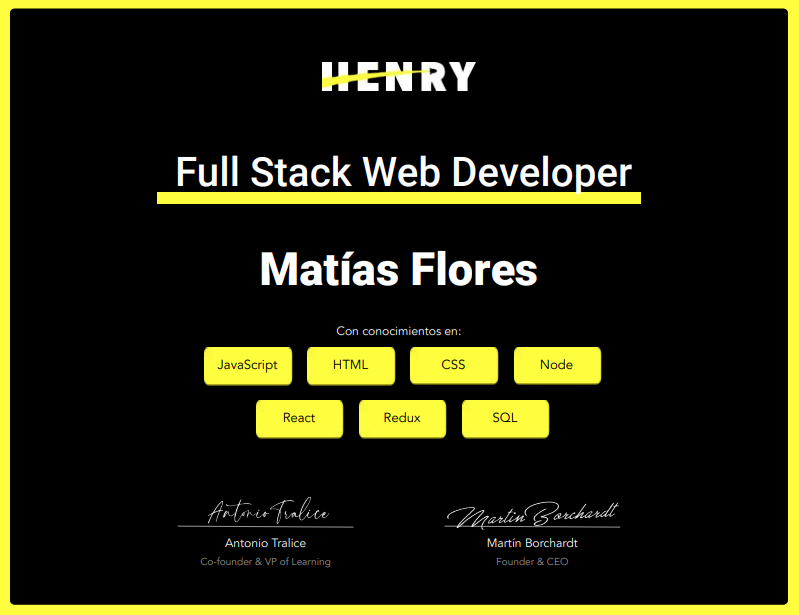 HENRY
Full Stack Web Developer
Matías Flores
Con conocimientos en:
JavaScript HTML CSS Node
React Redux SQL
Antonio Tralice Martin Borchardt
Antonio Tralice Martín Borchardt
Co-founder & VP of Learning Founder & CEO